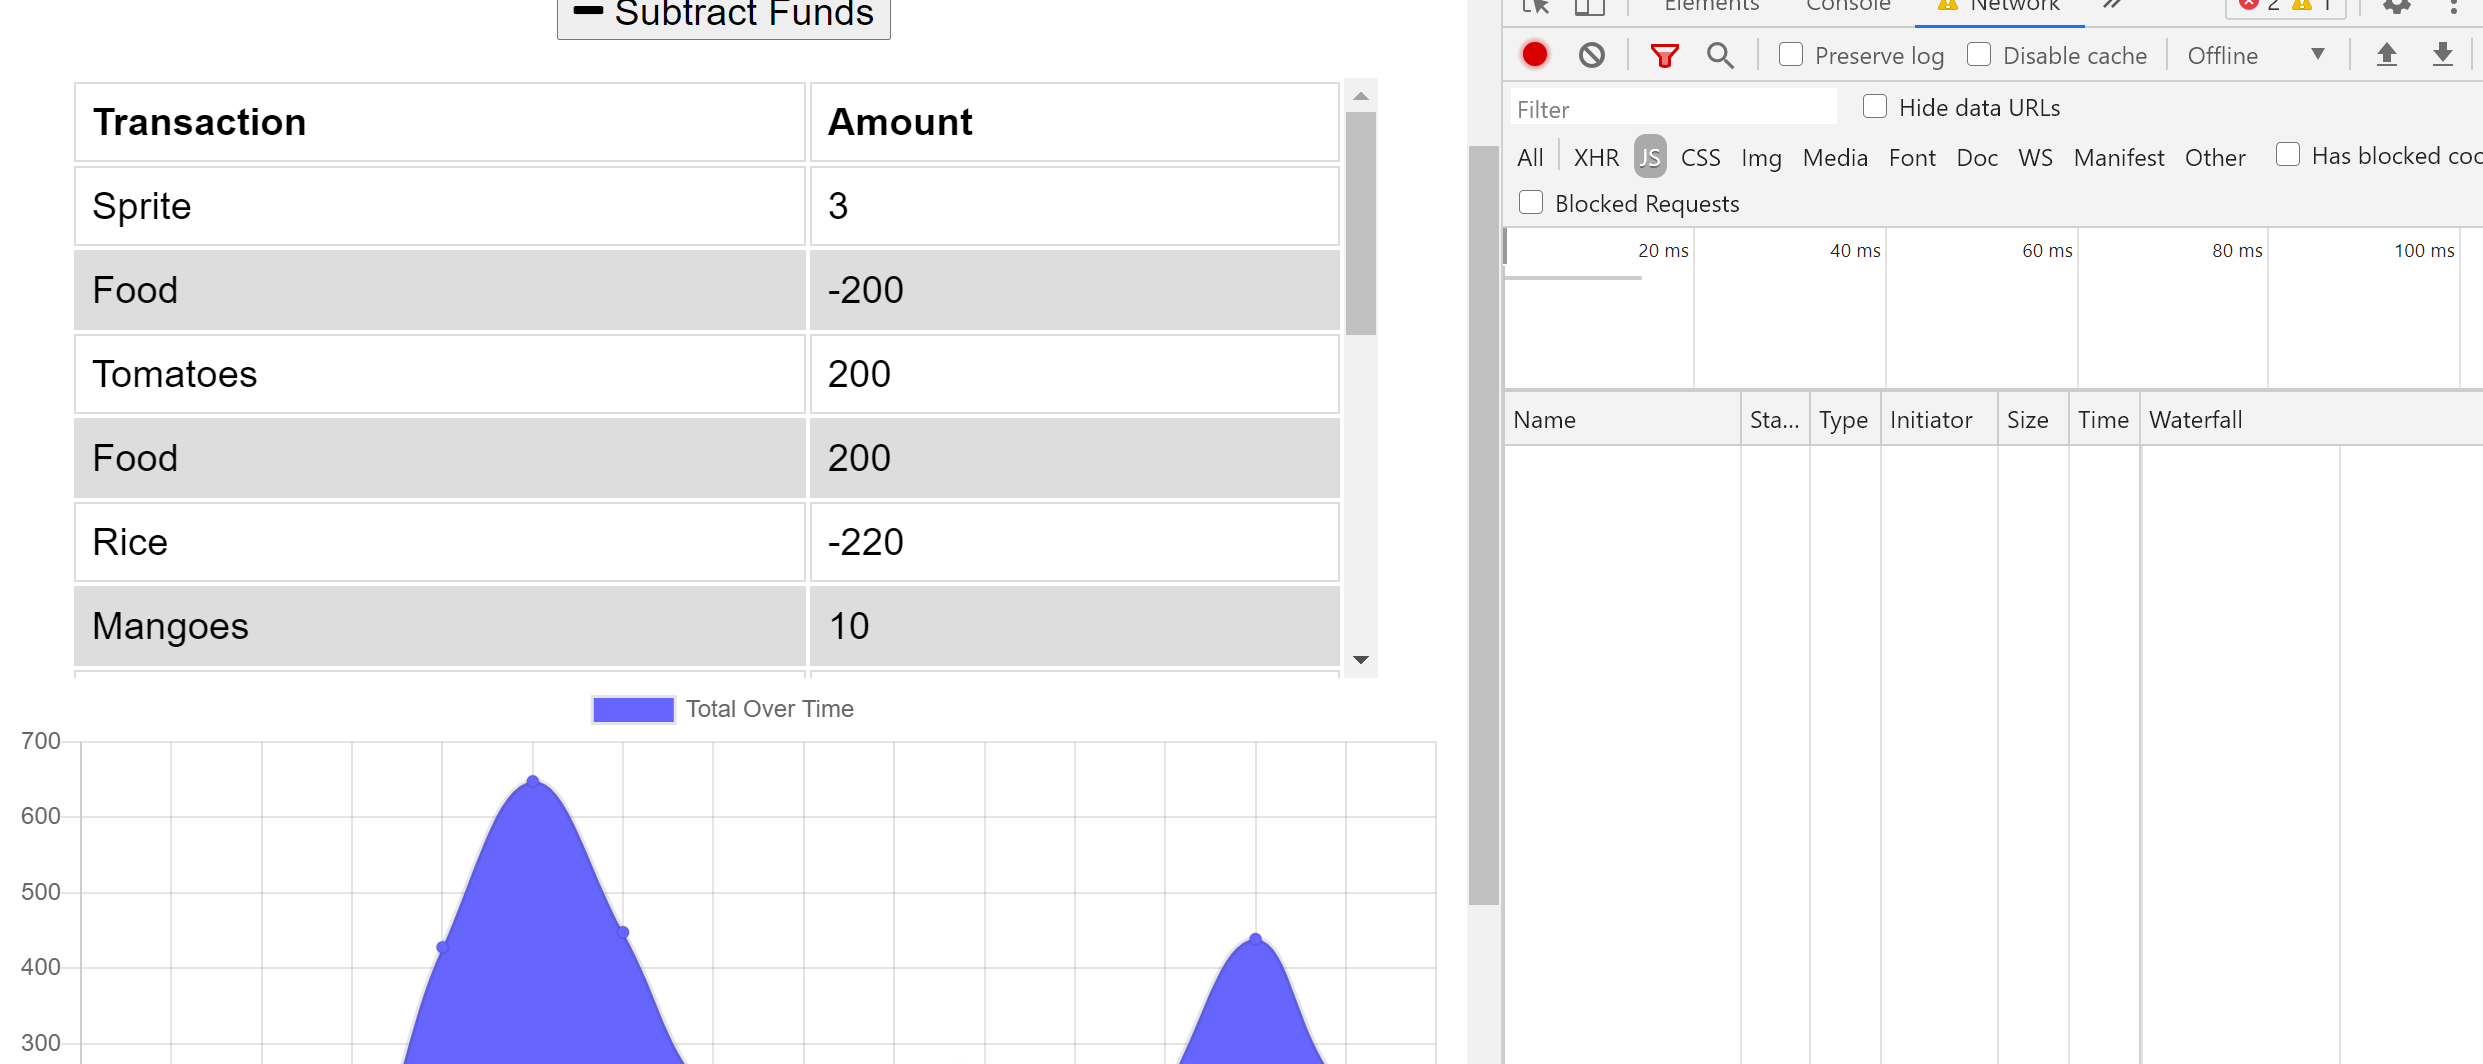 Subtract Funds
Transaction Amount
Sprite 3
Food -200
Tomatoes 200
Food 200
Rice -220
Mangoes 10
Total Over Time
700
600
500
400
300
Elements Console Network 2 1
Preserve log Disable cache Offline
Filter Hide data URLs
All XHR JS CSS Img Media Font Doc WS Manifest Other Has blocked coo
Blocked Requests
20 ms 40 ms 60 ms 80 ms 100 ms
Name Sta... Type Initiator Size Time Waterfall